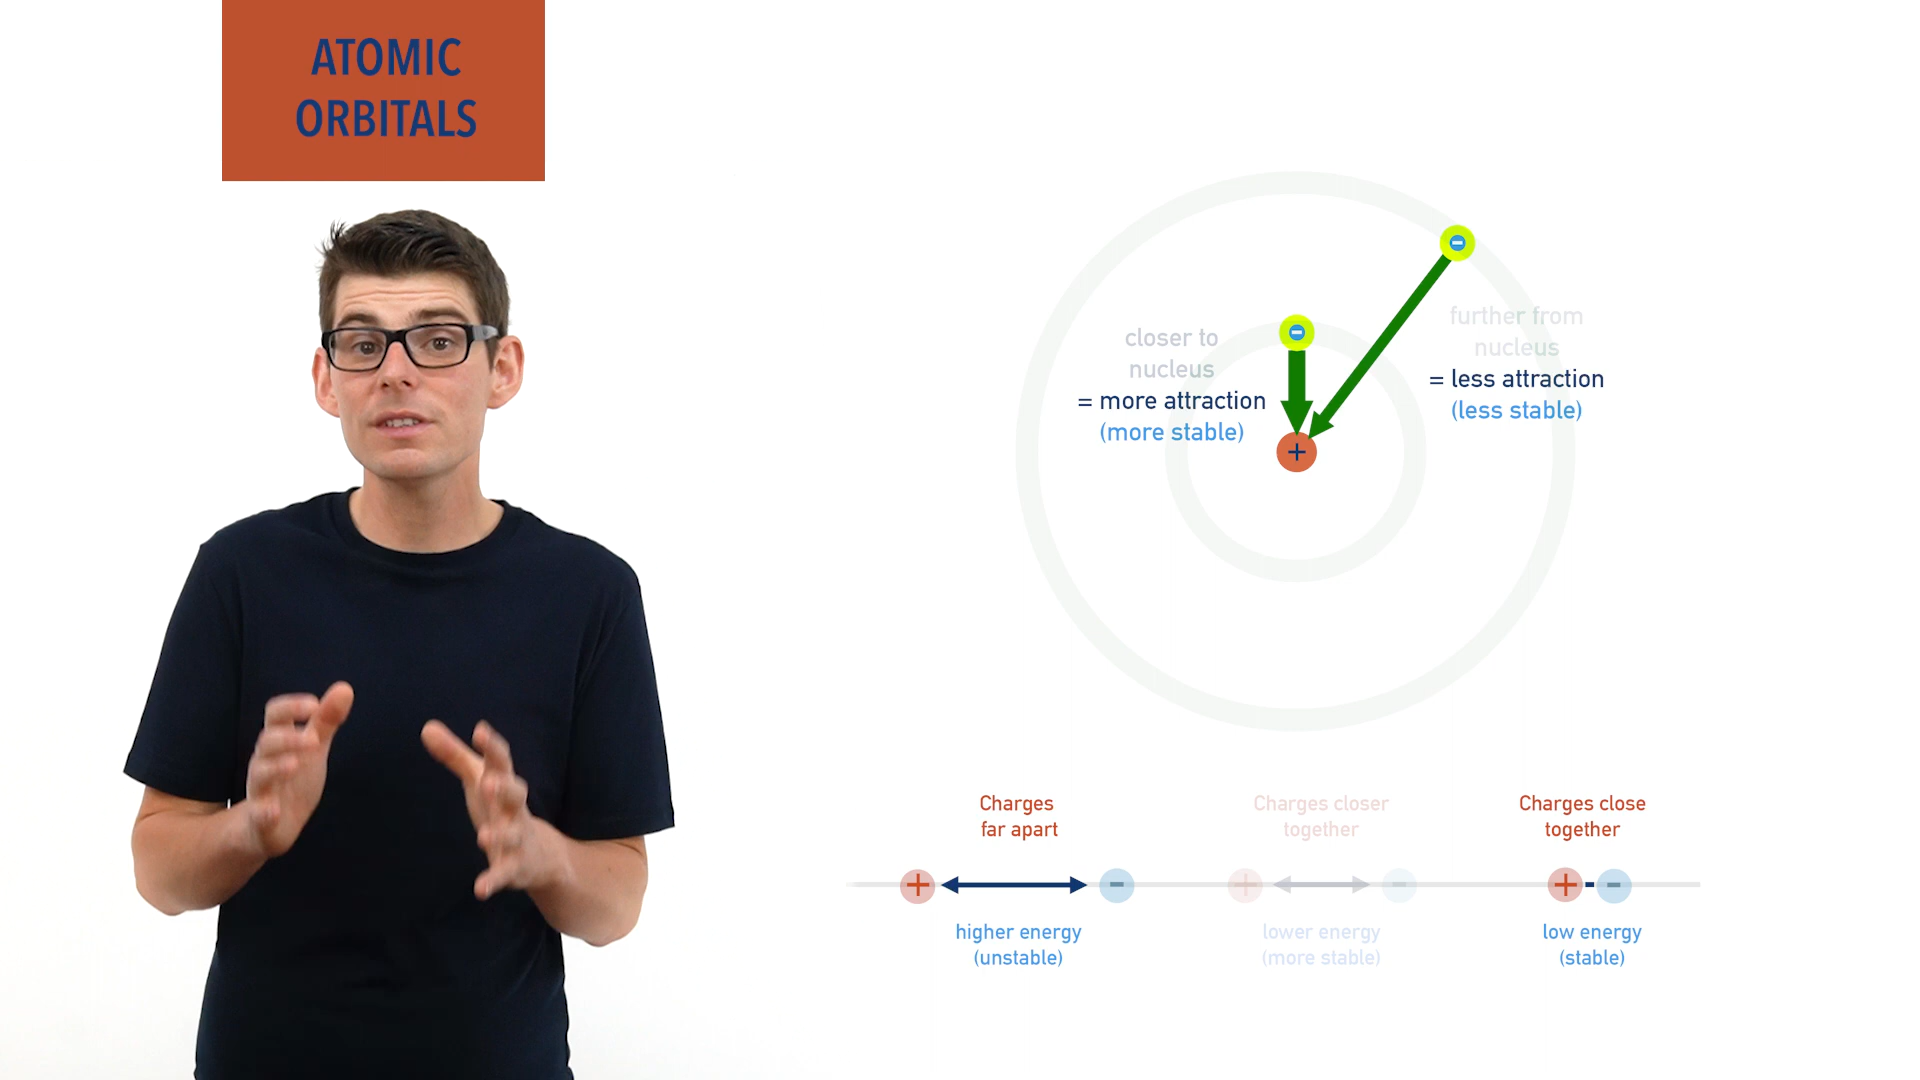 ATOMIC
ORBITALS
closer to
nucleus
= more attraction
(more stable)
further from
nucleus
= less attraction
(less stable)
-
-
+
Charges
far apart
Charges closer
together
Charges close
together
+ -
+ -
+ -
higher energy
(unstable)
lower energy
(more stable)
low energy
(stable)